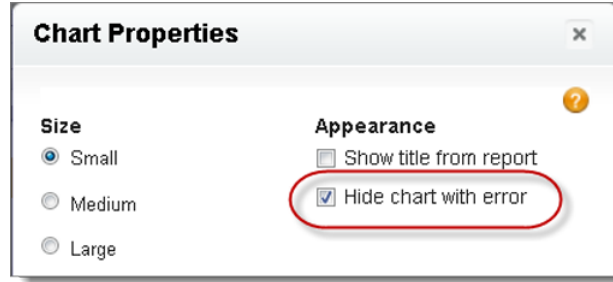 Chart Properties
Size
Appearance
Small
Show title from report
Medium
Hide chart with error
Large